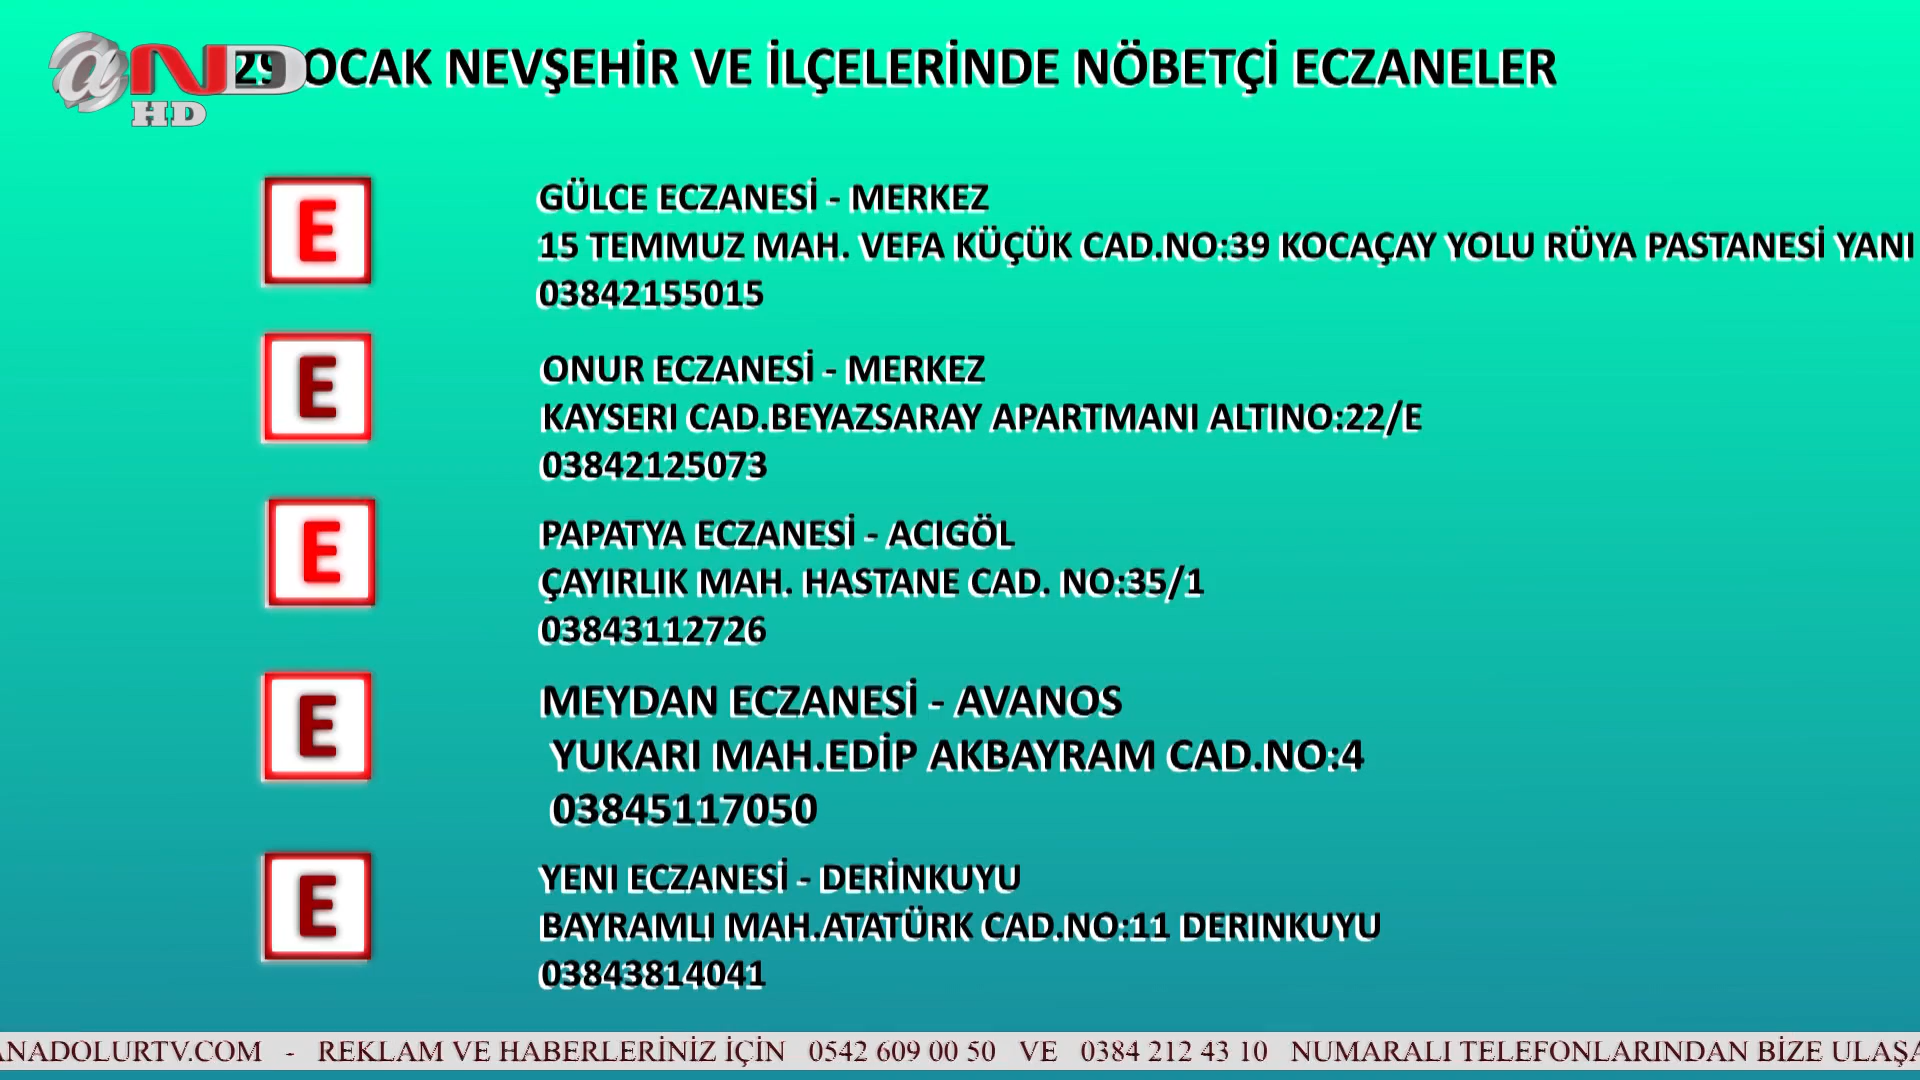 29 OCAK NEVŞEHİR VE İLÇELERİNDE NÖBETÇİ ECZANELER
@ND
HD
E
GÜLCE ECZANESİ - MERKEZ
15 TEMMUZ MAH. VEFA KÜÇÜK CAD.NO:39 KOCAÇAY YOLU RÜYA PASTANESİ YANI
03842155015
E
ONUR ECZANESİ - MERKEZ
KAYSERI CAD.BEYAZSARAY APARTMANI ALTINO:22/E
03842125073
E
PAPATYA ECZANESİ - ACIGÖL
ÇAYIRLIK MAH. HASTANE CAD. NO:35/1
03843112726
E
MEYDAN ECZANESİ - AVANOS
YUKARI MAH.EDİP AKBAYRAM CAD.NO:4
03845117050
E
YENI ECZANESİ - DERİNKUYU
BAYRAMLI MAH.ATATÜRK CAD.NO:11 DERINKUYU
03843814041
ANADOLURTV.COM - REKLAM VE HABERLERİNİZ İÇİN 0542 609 00 50 VE 0384 212 43 10 NUMARALI TELEFONLARINDAN BİZE ULAŞA